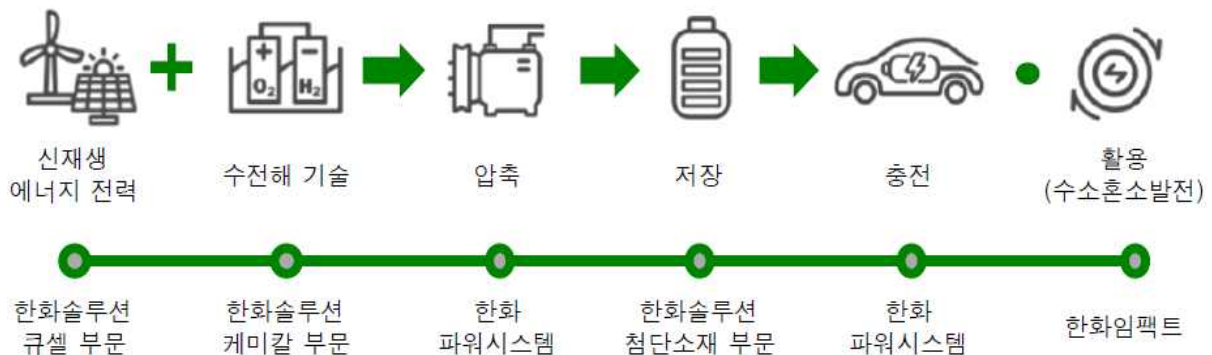 + -
O₂ H₂
신재생
에너지 전력
수전해 기술
압축
저장
충전
활용
(수소혼소발전)
한화솔루션
큐셀 부문
한화솔루션
케미칼 부문
한화
파워시스템
한화솔루션
첨단소재 부문
한화
파워시스템
한화임팩트